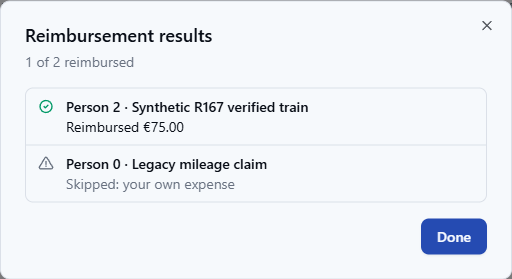 Reimbursement results
1 of 2 reimbursed
Person 2 · Synthetic R167 verified train
Reimbursed €75.00
Person 0 · Legacy mileage claim
Skipped: your own expense
Done